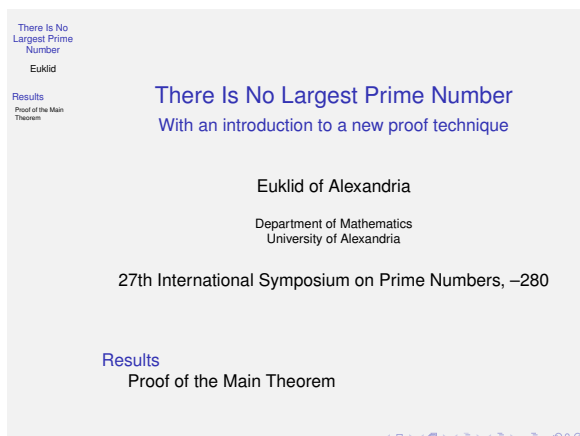 There Is No
Largest Prime
Number
Euklid
Results
Proof of the Main
Theorem
There Is No Largest Prime Number
With an introduction to a new proof technique
Euklid of Alexandria
Department of Mathematics
University of Alexandria
27th International Symposium on Prime Numbers, –280
Results
Proof of the Main Theorem